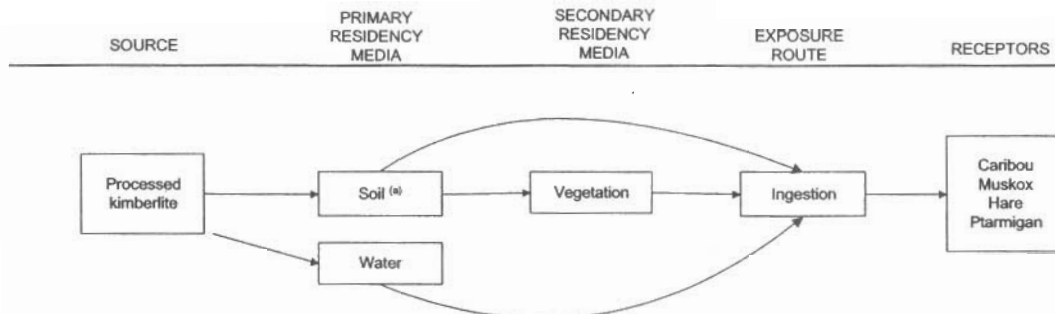 SOURCE
PRIMARY
RESIDENCY
MEDIA
SECONDARY
RESIDENCY
MEDIA
EXPOSURE
ROUTE
RECEPTORS
Processed
kimberlite
Soil (a)
Vegetation
Ingestion
Caribou
Muskox
Hare
Ptarmigan
Water